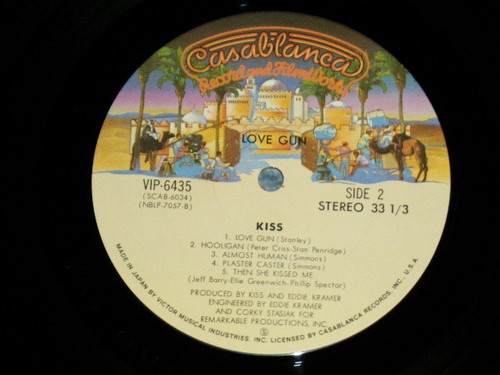 Casablanca
Record and FilmWorks
LOVE GUN
VIP-6435
(SCAB-6034)
(NBLP-7057-B)
SIDE 2
STEREO 33 1/3
KISS
1. LOVE GUN (Stanley)
2. HOOLIGAN (Peter Criss-Stan Penridge)
3. ALMOST HUMAN (Simmons)
4. PLASTER CASTER (Simmons)
5. THEN SHE KISSED ME
(Jeff Barry-Ellie Greenwich-Phillip Spector)
PRODUCED BY KISS AND EDDIE KRAMER
ENGINEERED BY EDDIE KRAMER
AND CORKY STASIAK FOR
REMARKABLE PRODUCTIONS, INC.
MADE IN JAPAN BY VICTOR MUSICAL INDUSTRIES, INC. LICENSED BY CASABLANCA RECORDS, INC., U.S.A.